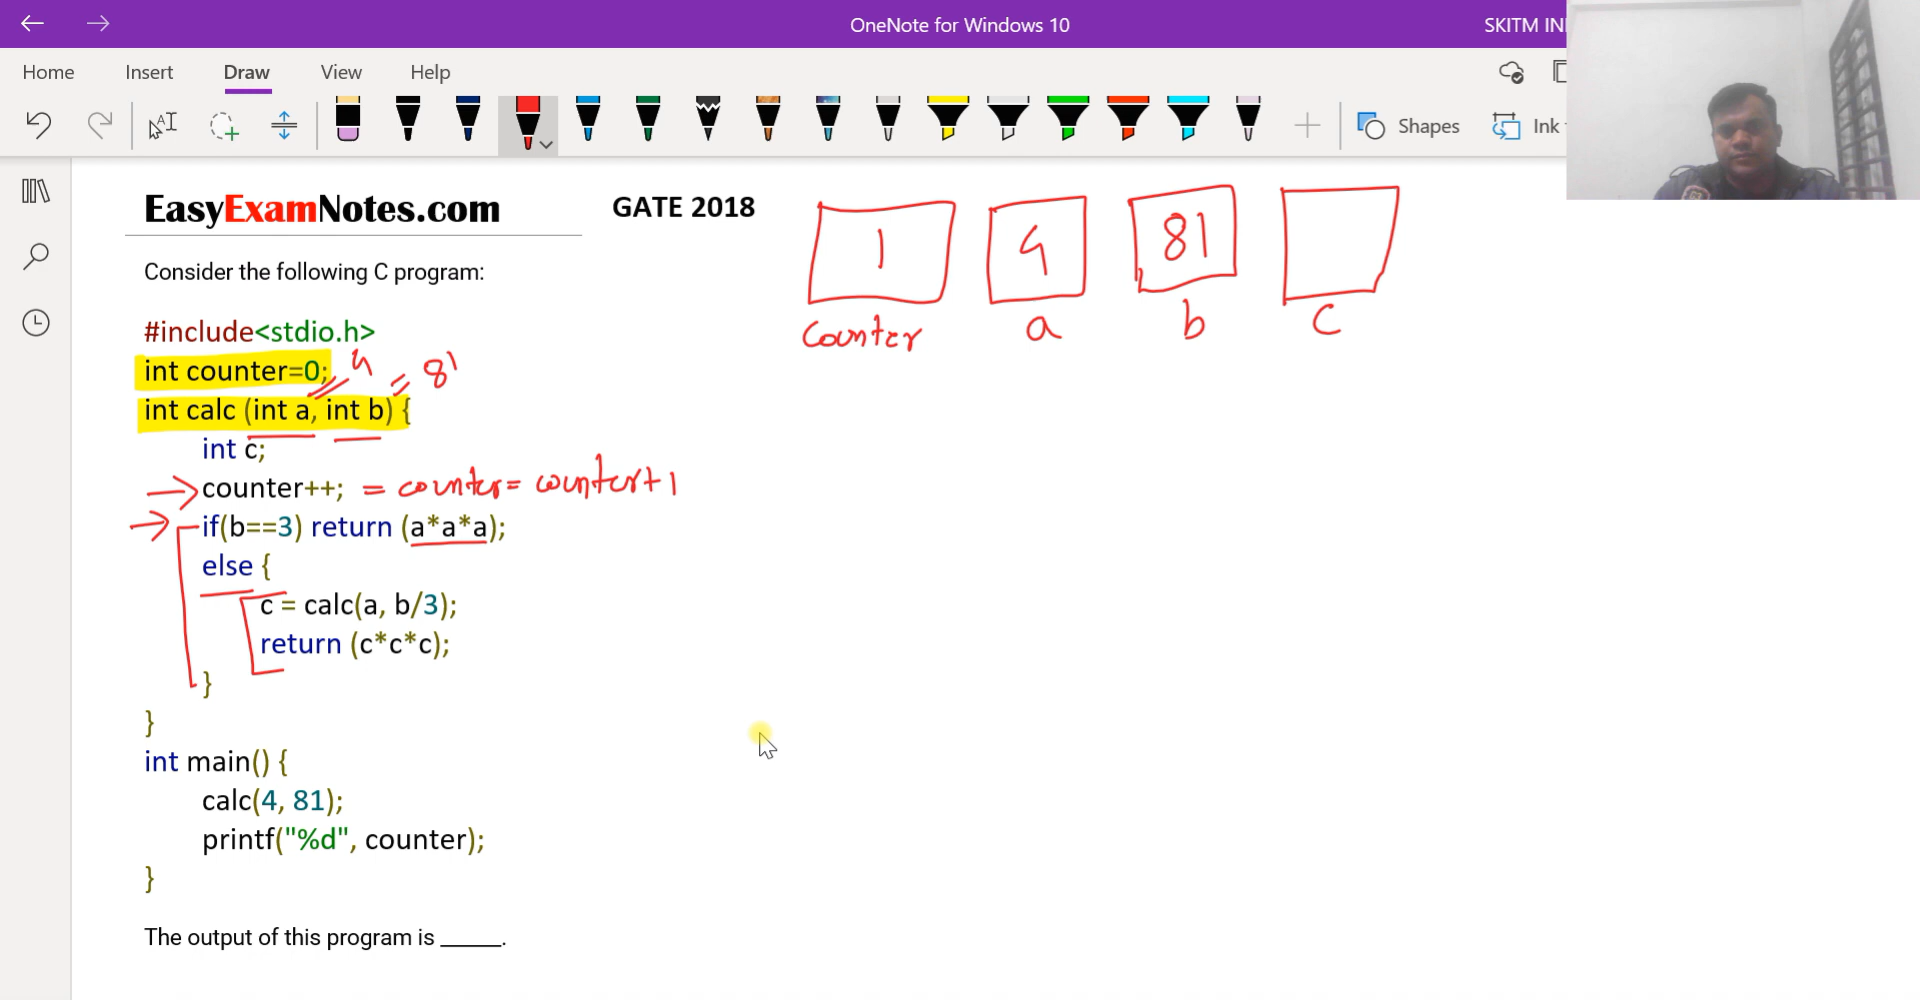 OneNote for Windows 10
SKITM IN
Home Insert Draw View Help
Shapes Ink
EasyExamNotes.com GATE 2018
1 4 81
counter a b c
Consider the following C program:
#include<stdio.h>
int counter=0; 4
= 81
int calc (int a, int b) {
int c;
counter++; = counter= counter+1
if(b==3) return (a*a*a);
else {
c = calc(a, b/3);
return (c*c*c);
}
}
int main() {
calc(4, 81);
printf("%d", counter);
}
The output of this program is _____.